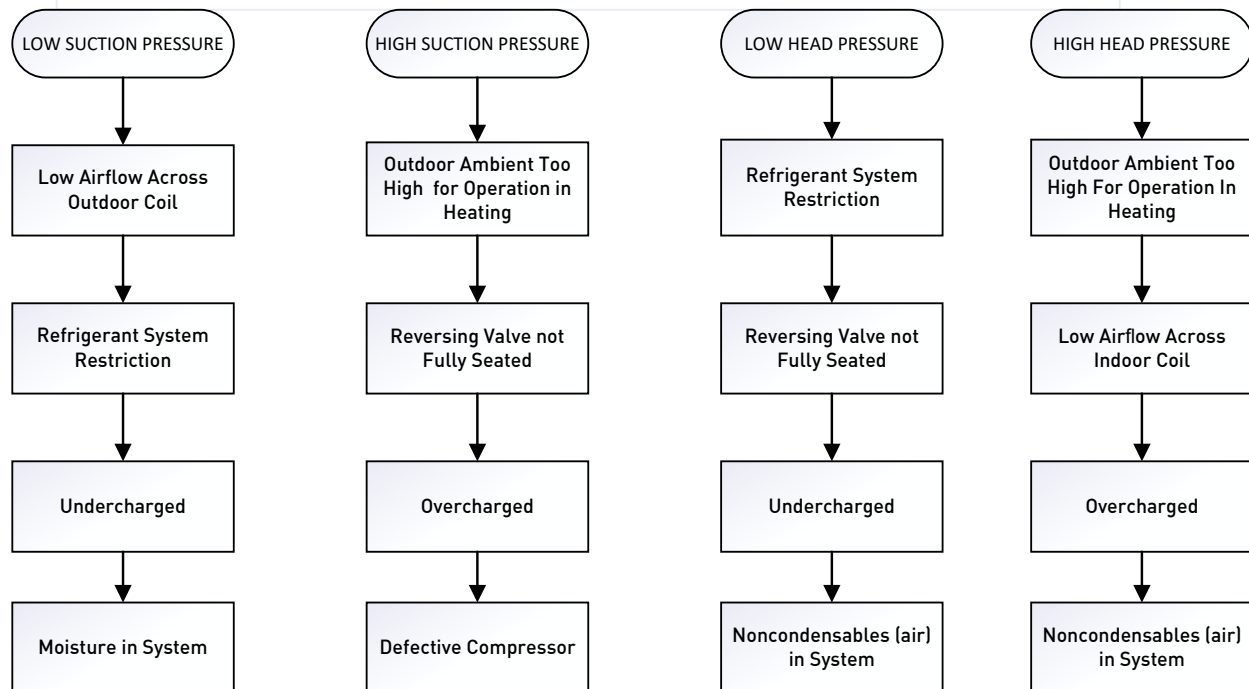 LOW SUCTION PRESSURE
Low Airflow Across
Outdoor Coil
Refrigerant System
Restriction
Undercharged
Moisture in System
HIGH SUCTION PRESSURE
Outdoor Ambient Too
High for Operation in
Heating
Reversing Valve not
Fully Seated
Overcharged
Defective Compressor
LOW HEAD PRESSURE
Refrigerant System
Restriction
Reversing Valve not
Fully Seated
Undercharged
Noncondensables (air)
in System
HIGH HEAD PRESSURE
Outdoor Ambient Too
High For Operation In
Heating
Low Airflow Across
Indoor Coil
Overcharged
Noncondensables (air)
in System